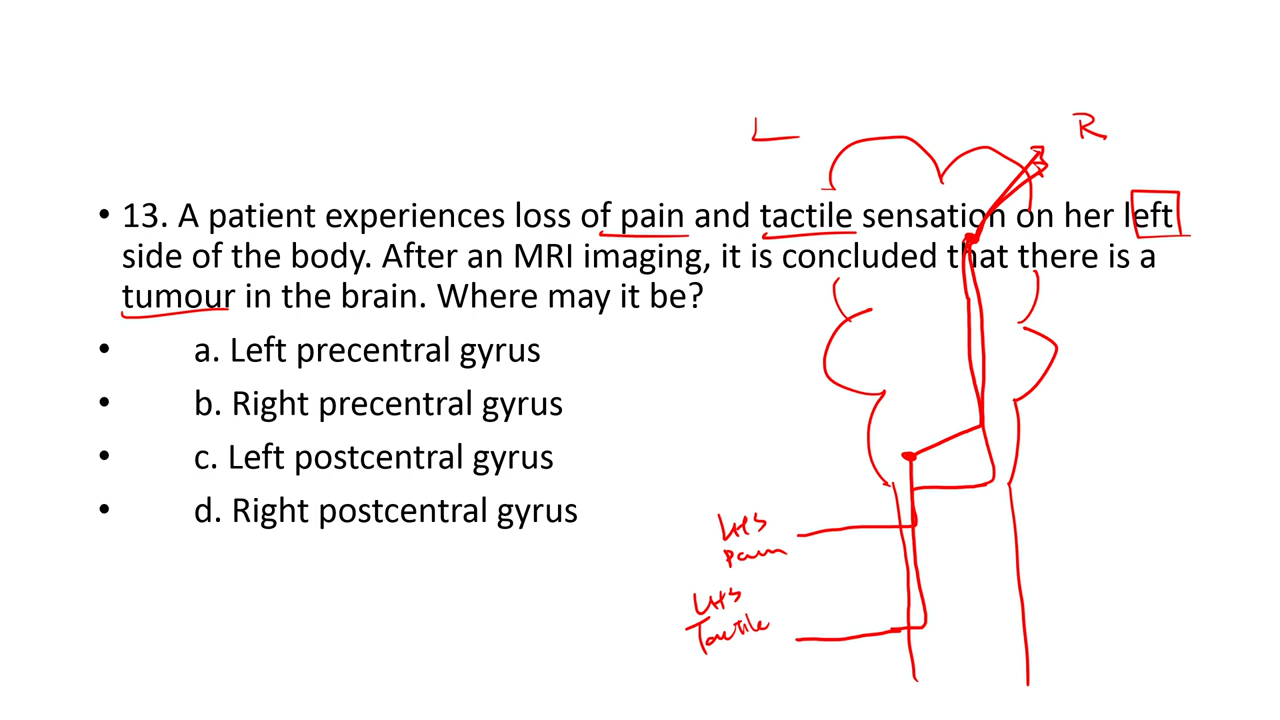 L R
• 13. A patient experiences loss of pain and tactile sensation on her left
side of the body. After an MRI imaging, it is concluded that there is a
tumour in the brain. Where may it be?
• a. Left precentral gyrus
• b. Right precentral gyrus
• c. Left postcentral gyrus
• d. Right postcentral gyrus
LHS
Pain
LHS
Tactile